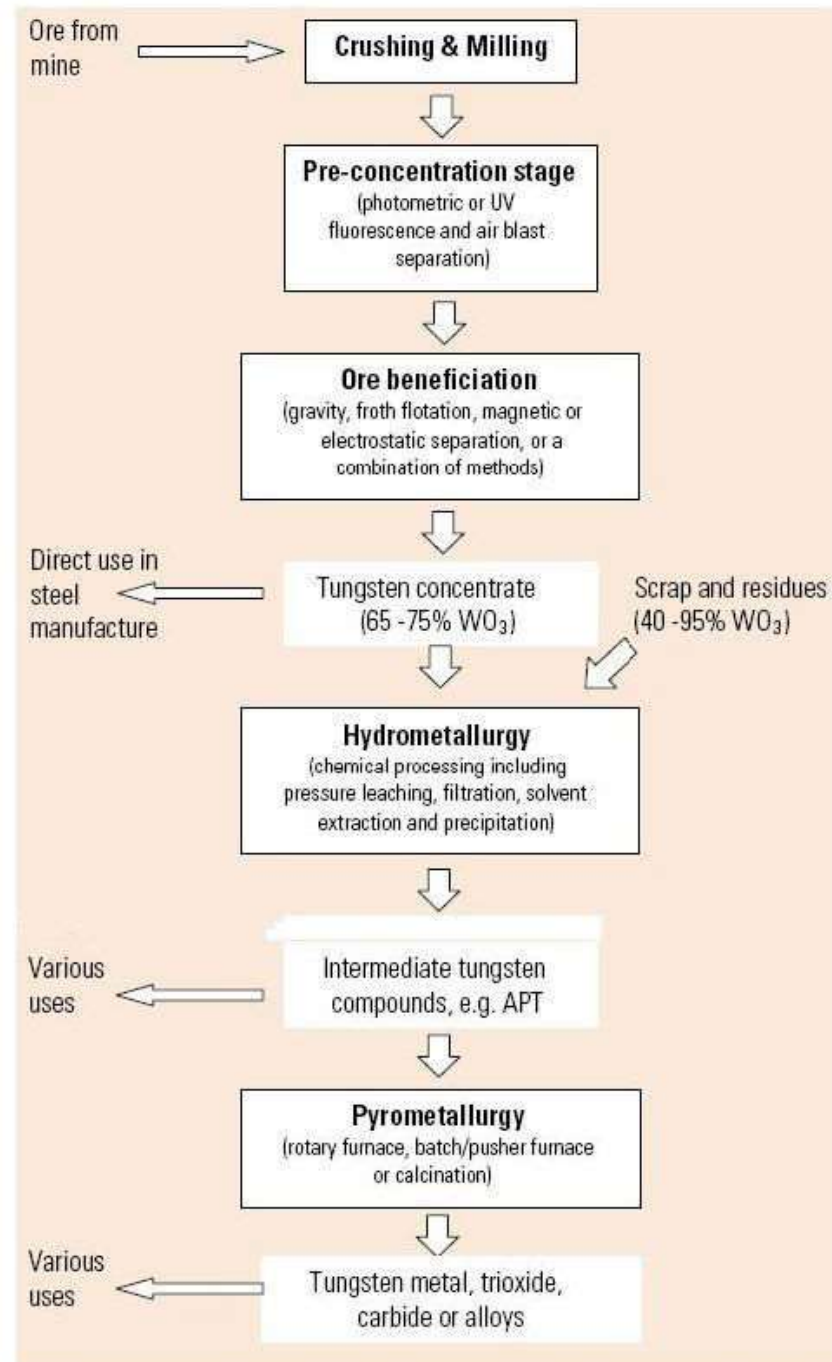 Ore from
mine
Crushing & Milling
Pre-concentration stage
(photometric or UV
fluorescence and air blast
separation)
Ore beneficiation
(gravity, froth flotation, magnetic or
electrostatic separation, or a
combination of methods)
Direct use in
steel
manufacture
Tungsten concentrate
(65 -75% WO₃)
Scrap and residues
(40 -95% WO₃)
Hydrometallurgy
(chemical processing including
pressure leaching, filtration, solvent
extraction and precipitation)
Various
uses
Intermediate tungsten
compounds, e.g. APT
Pyrometallurgy
(rotary furnace, batch/pusher furnace
or calcination)
Various
uses
Tungsten metal, trioxide,
carbide or alloys